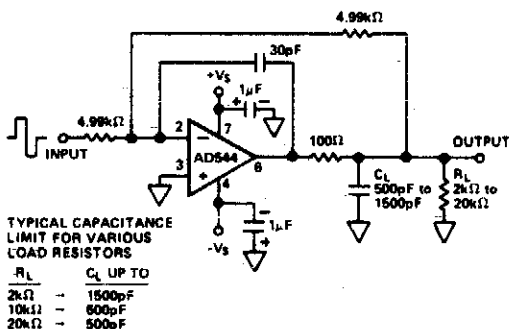 4.99kΩ
30pF
+VS
1μF
+ −
4.99kΩ
2
7
−
INPUT
AD544
6
100Ω
OUTPUT
3
+
4
CL
500pF to
1500pF
RL
2kΩ to
20kΩ
−
1μF
+
-VS
TYPICAL CAPACITANCE
LIMIT FOR VARIOUS
LOAD RESISTORS
RL CL UP TO
2kΩ → 1500pF
10kΩ → 600pF
20kΩ → 500pF